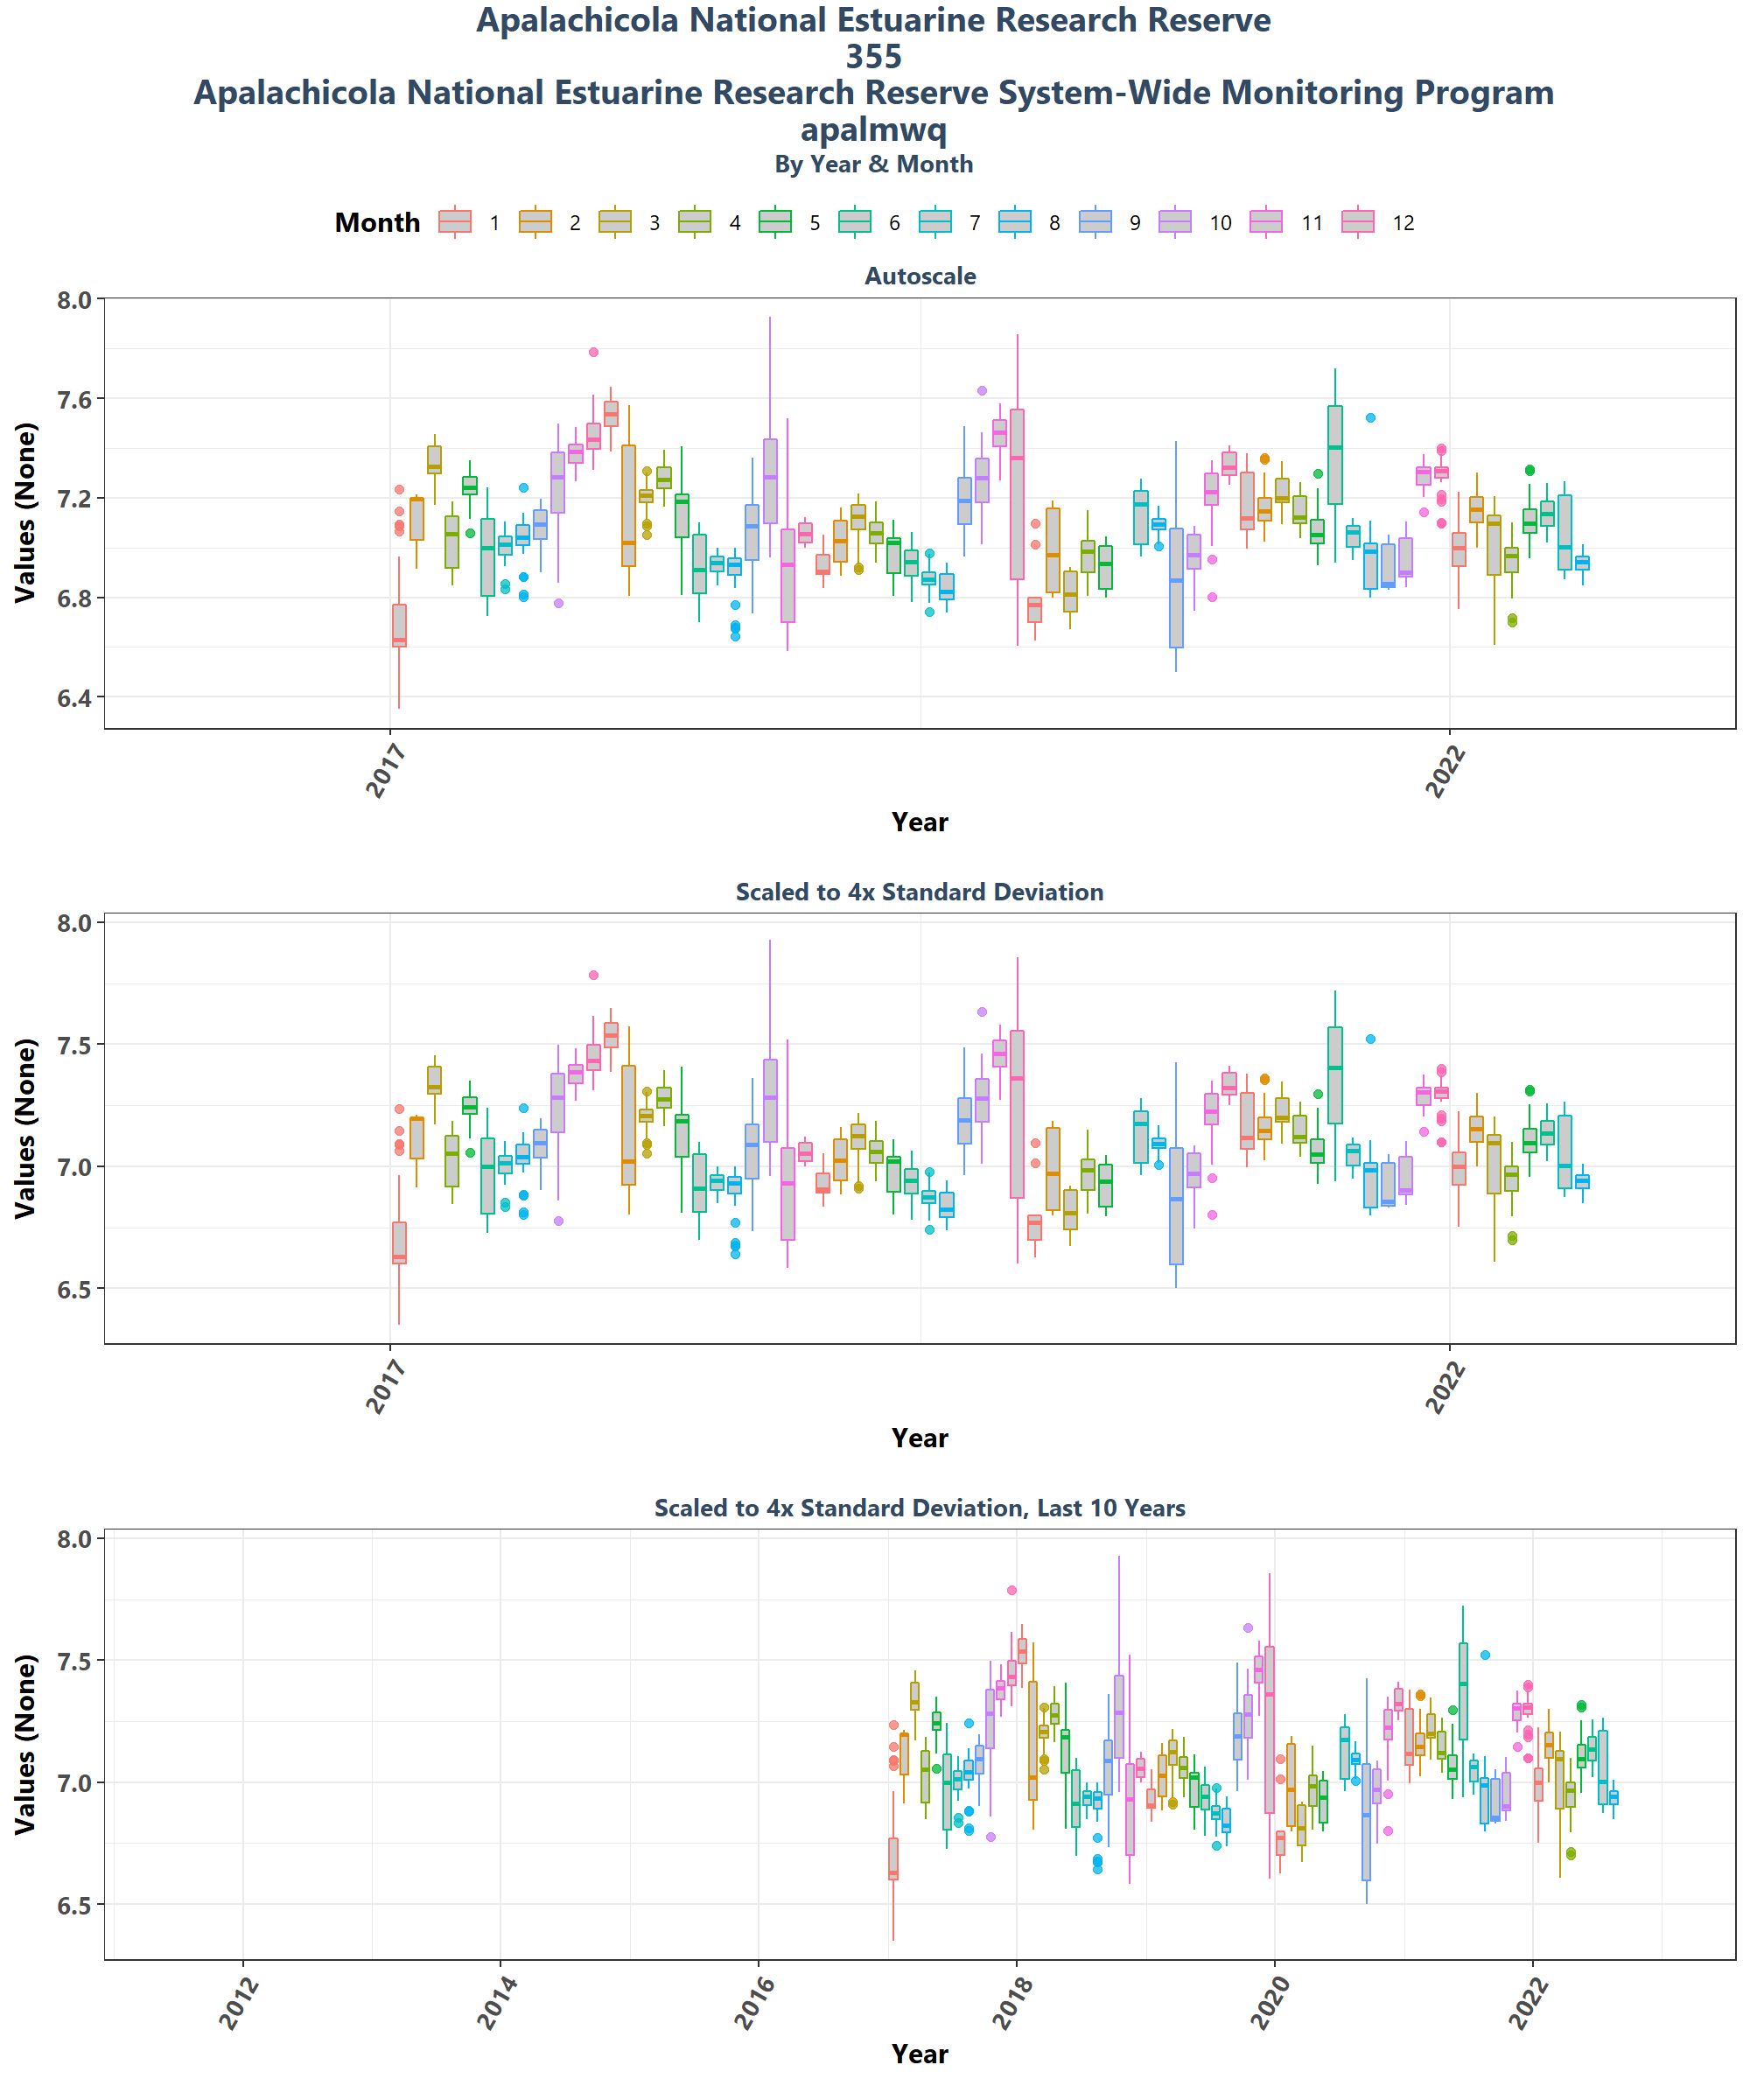 Apalachicola National Estuarine Research Reserve
355
Apalachicola National Estuarine Research Reserve System-Wide Monitoring Program
apalmwq
By Year & Month
Month 1 2 3 4 5 6 7 8 9 10 11 12
Autoscale
Values (None)
8.0
7.6
7.2
6.8
6.4
2017 2022
Year
Scaled to 4x Standard Deviation
Values (None)
8.0
7.5
7.0
6.5
2017 2022
Year
Scaled to 4x Standard Deviation, Last 10 Years
Values (None)
8.0
7.5
7.0
6.5
2012 2014 2016 2018 2020 2022
Year